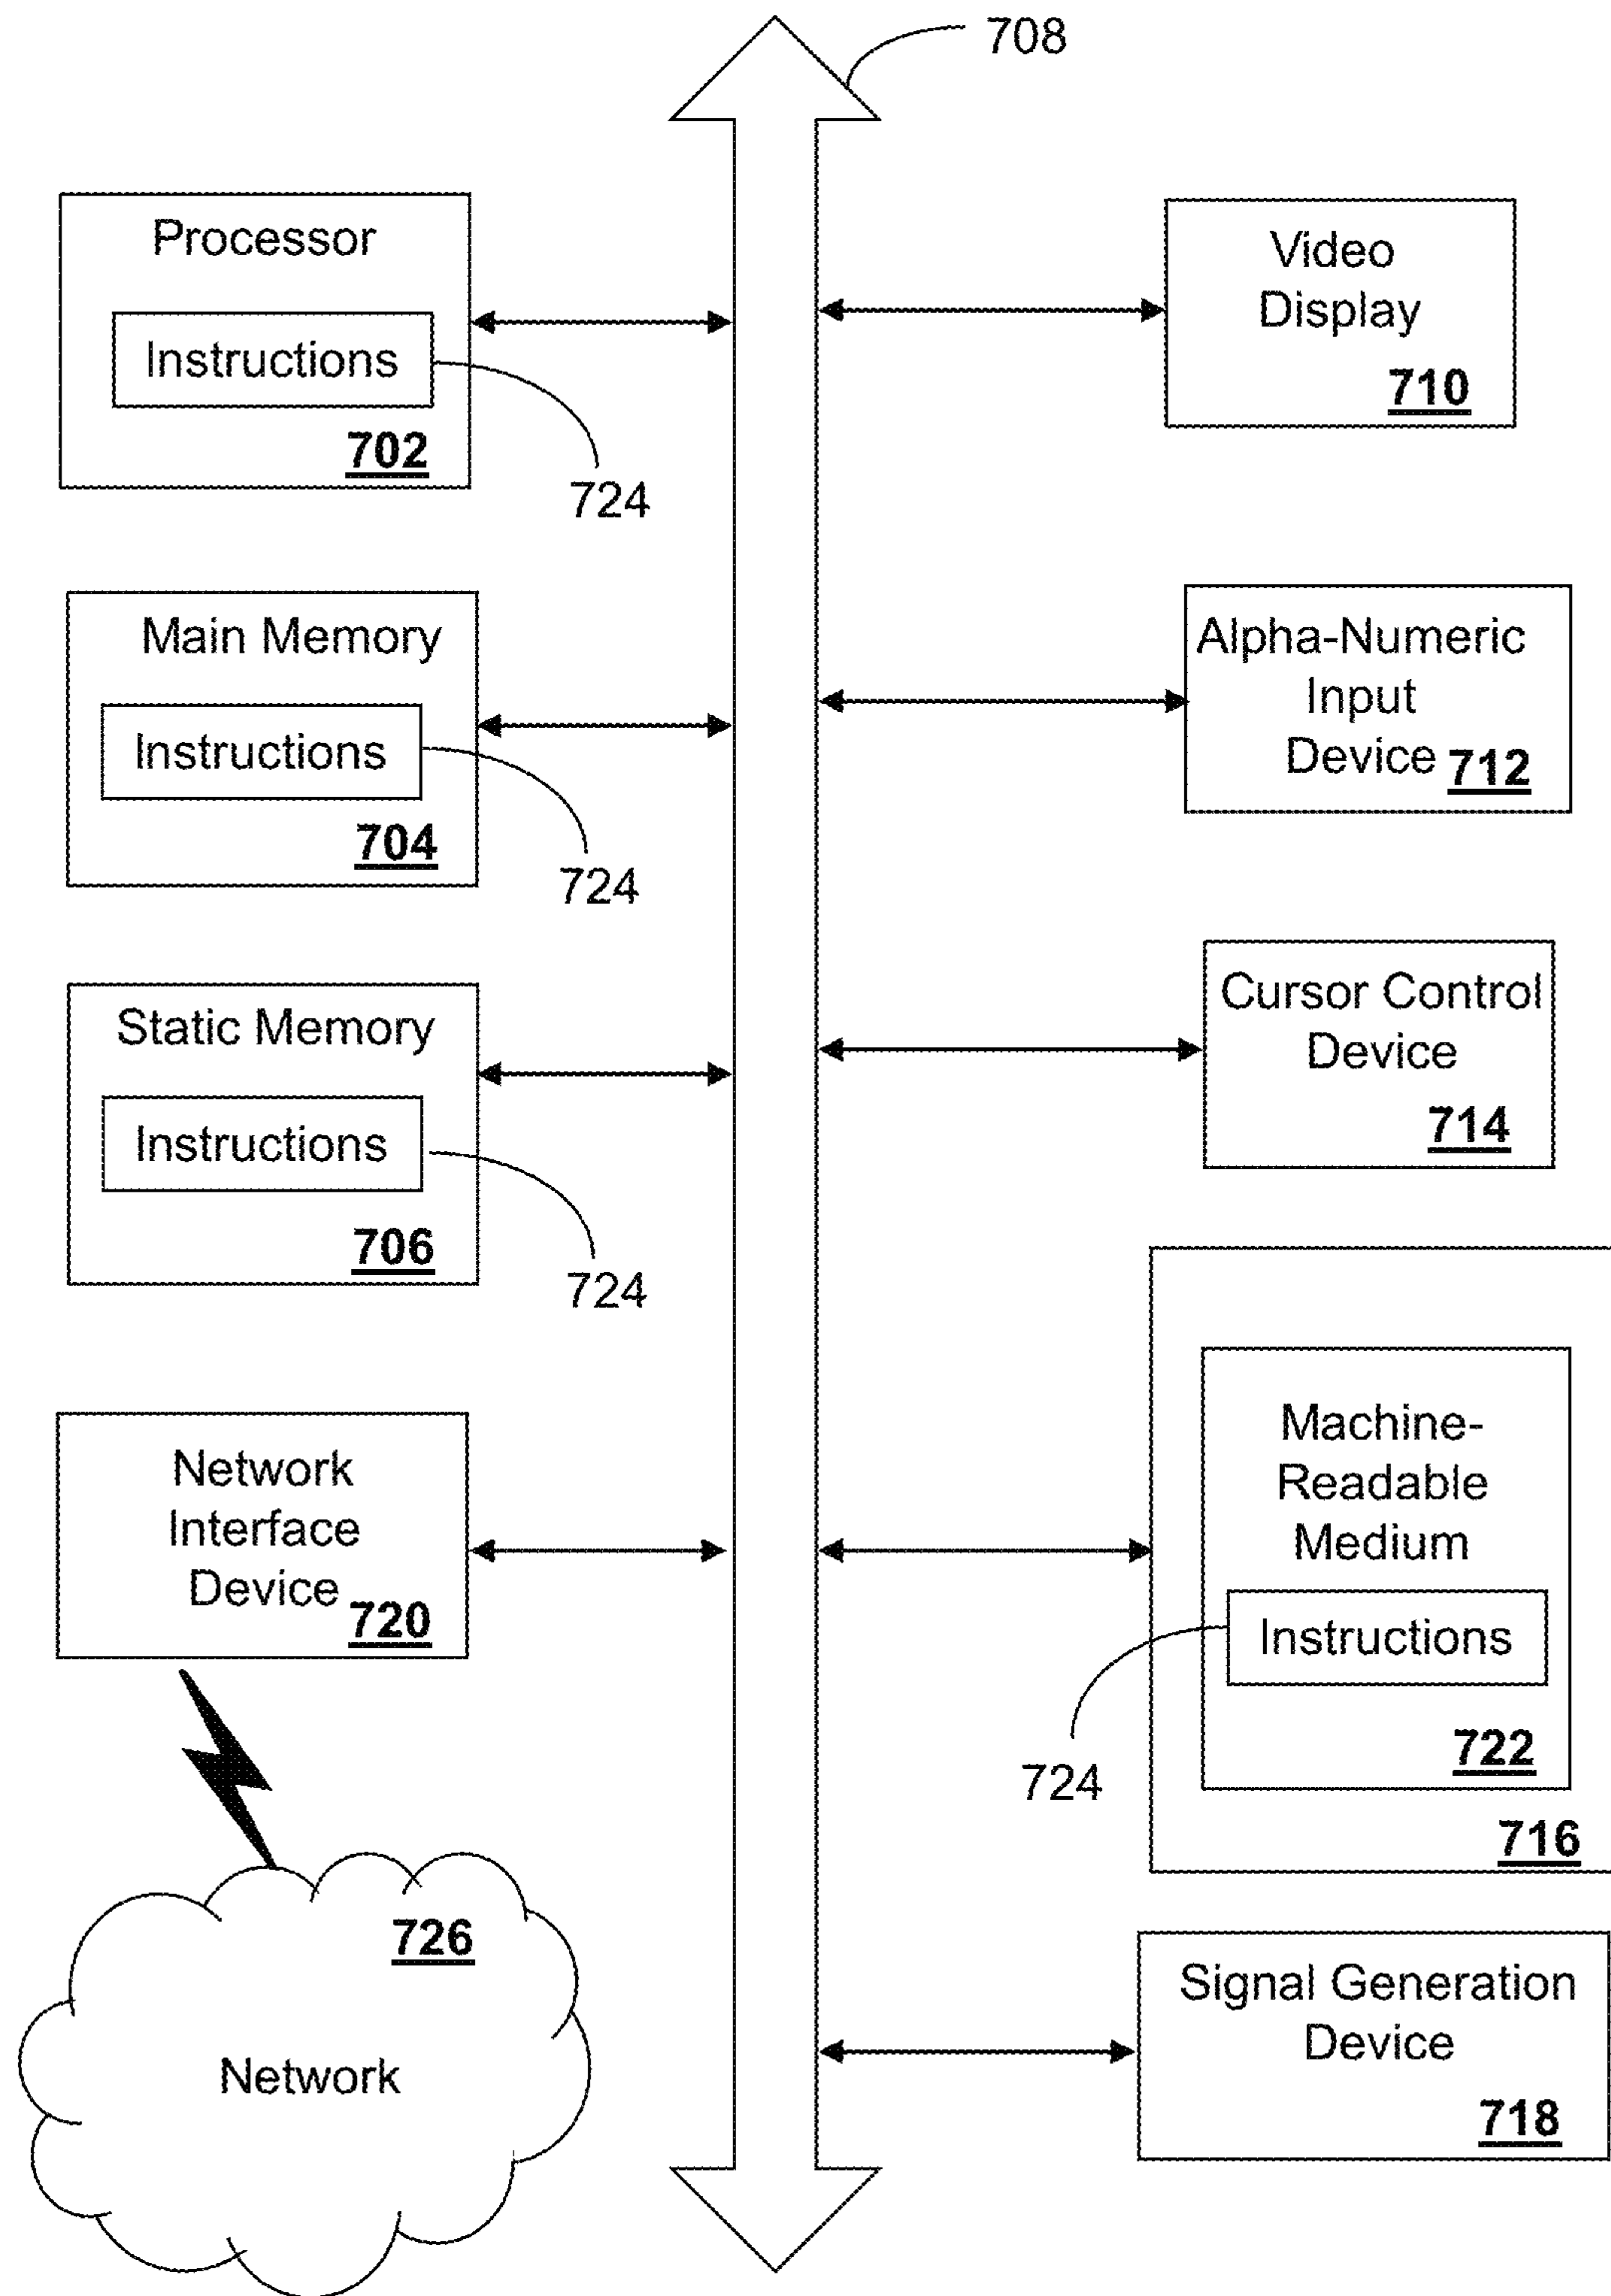 708
Processor
Instructions
702
724
Main Memory
Instructions
704
724
Static Memory
Instructions
706
724
Network
Interface
Device
720
726
Network
Video
Display
710
Alpha-Numeric
Input
Device 712
Cursor Control
Device
714
Machine-
Readable
Medium
Instructions
722
724
716
Signal Generation
Device
718